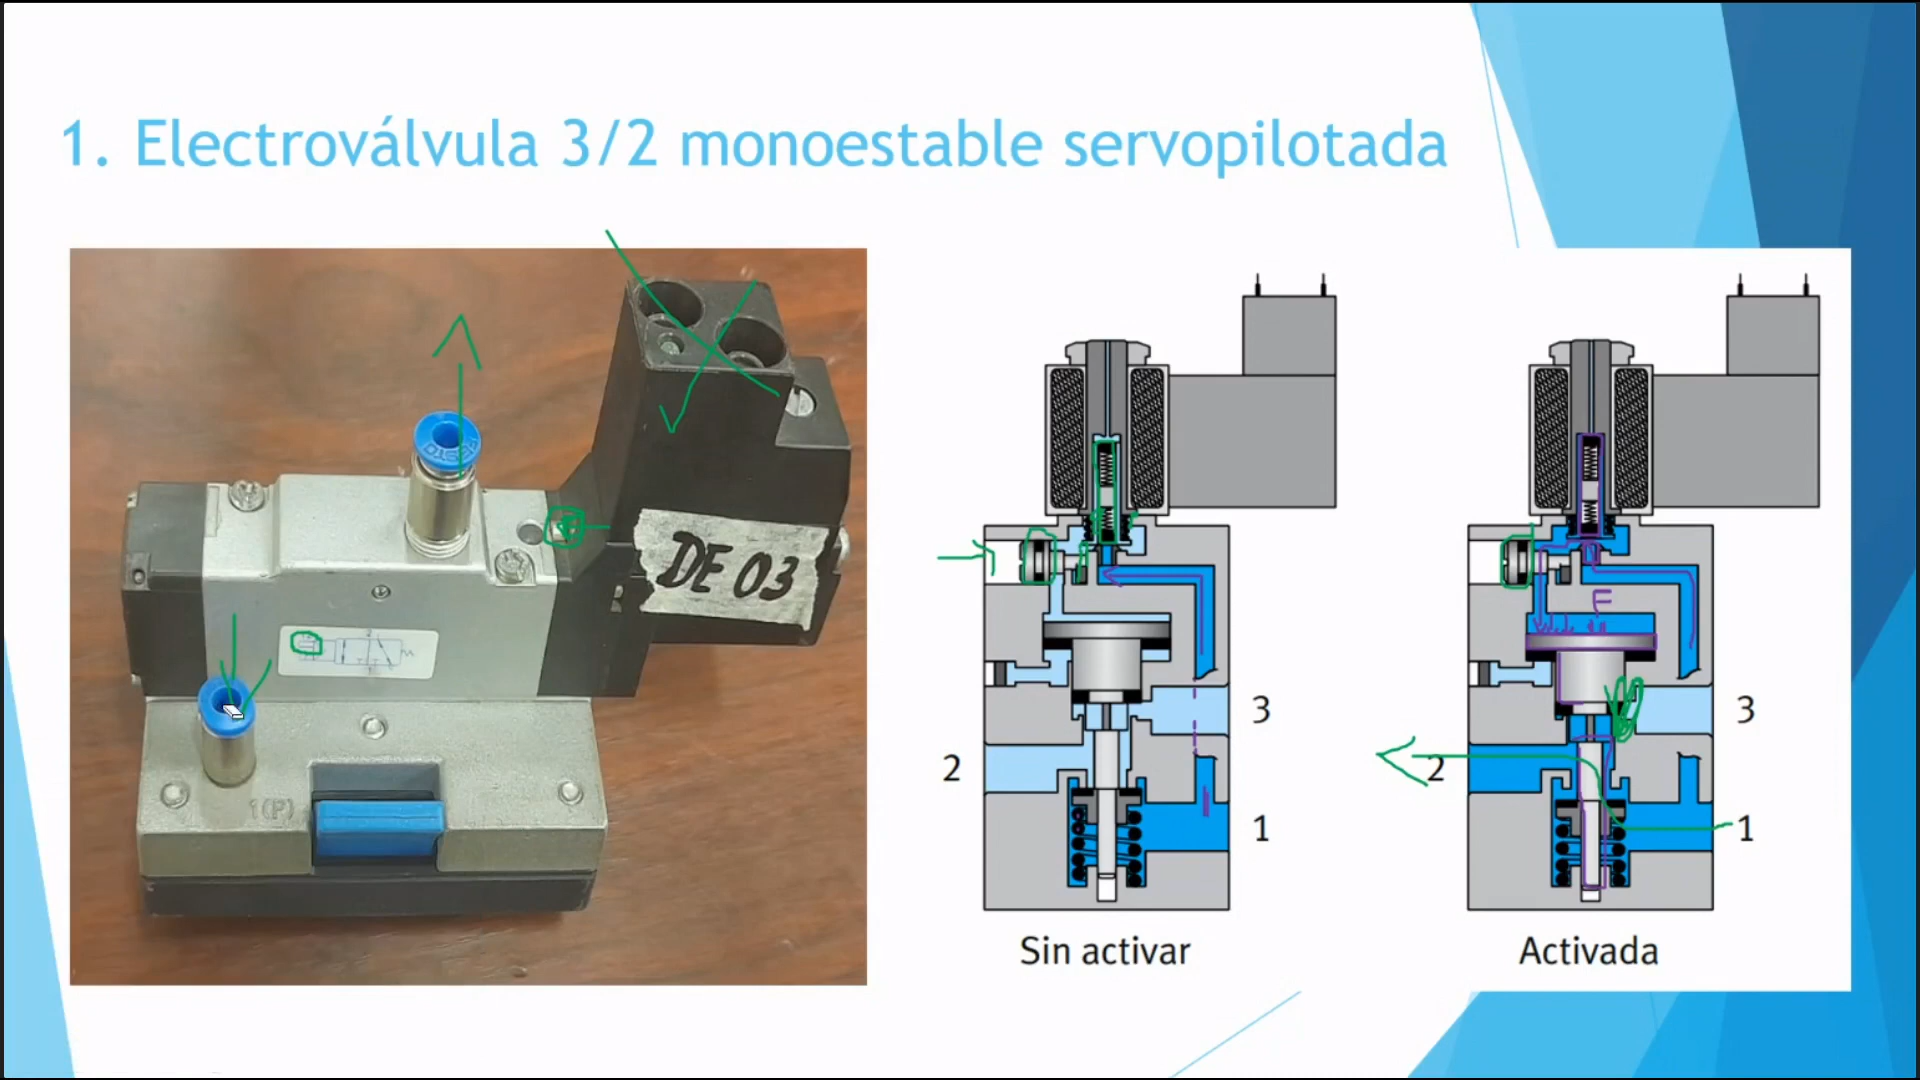 1. Electroválvula 3/2 monoestable servopilotada
FESTO
DE 03
2
1(P)
F
3
2
1
3
2
1
Sin activar
Activada